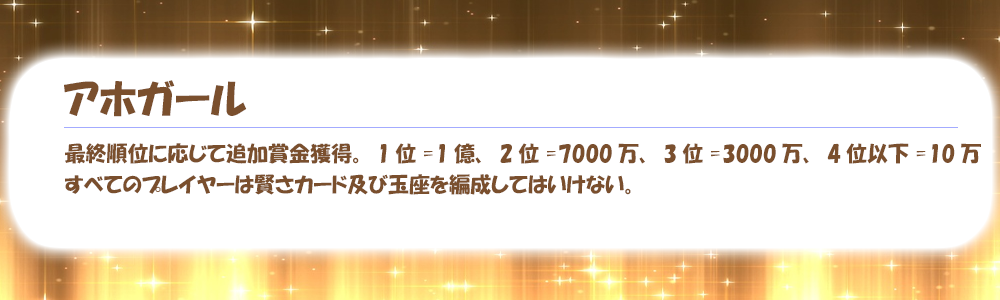 アホガール
最終順位に応じて追加賞金獲得。 1位=1億、2位=7000万、3位=3000万、4位以下=10万
すべてのプレイヤーは賢さカード及び玉座を編成してはいけない。